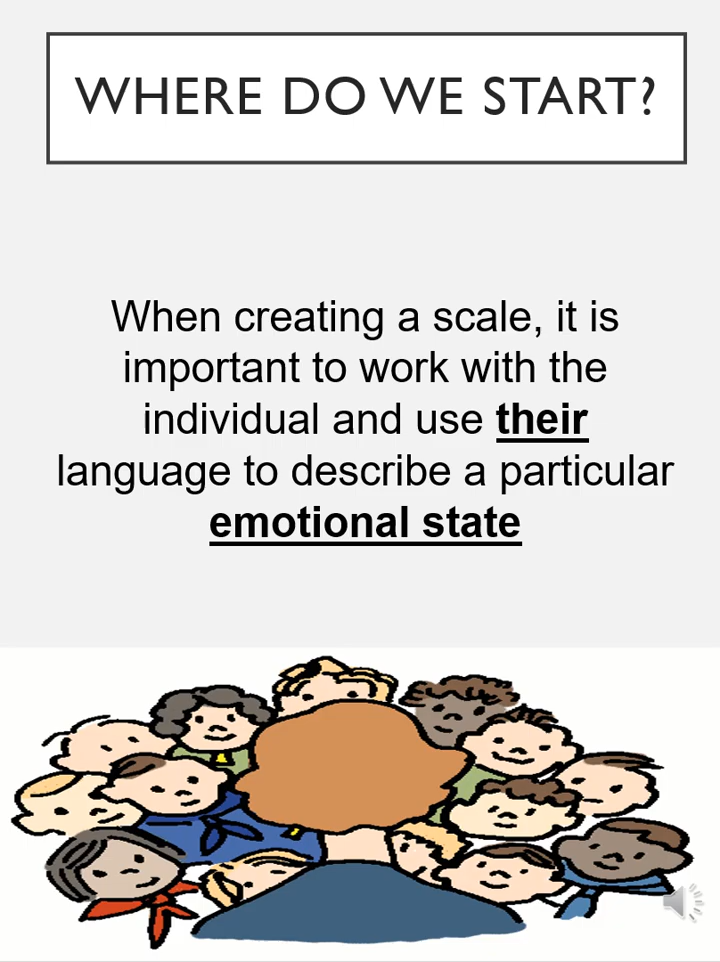 WHERE DO WE START?
When creating a scale, it is
important to work with the
individual and use their
language to describe a particular
emotional state